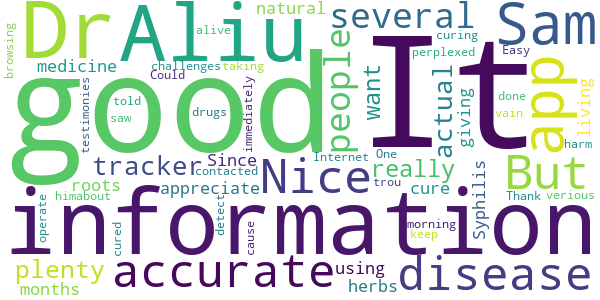 browsing
Dr
Aliu
alive
natural
several
Sam
medicine
challenges
taking
Could
good
It
people
curing
perplexed
Easy
want
actual
giving
app
living
testimonies
told
saw
drugs
immediately
done
vain
harm
tracker
Since
contacted
Internet
One
really
But
roots
himabout
appreciate
Nice
trou
cure
Syphilis
Thank
verious
information
operate
cured
detect
cause
morning
keep
plenty
months
accurate
using
herbs
disease